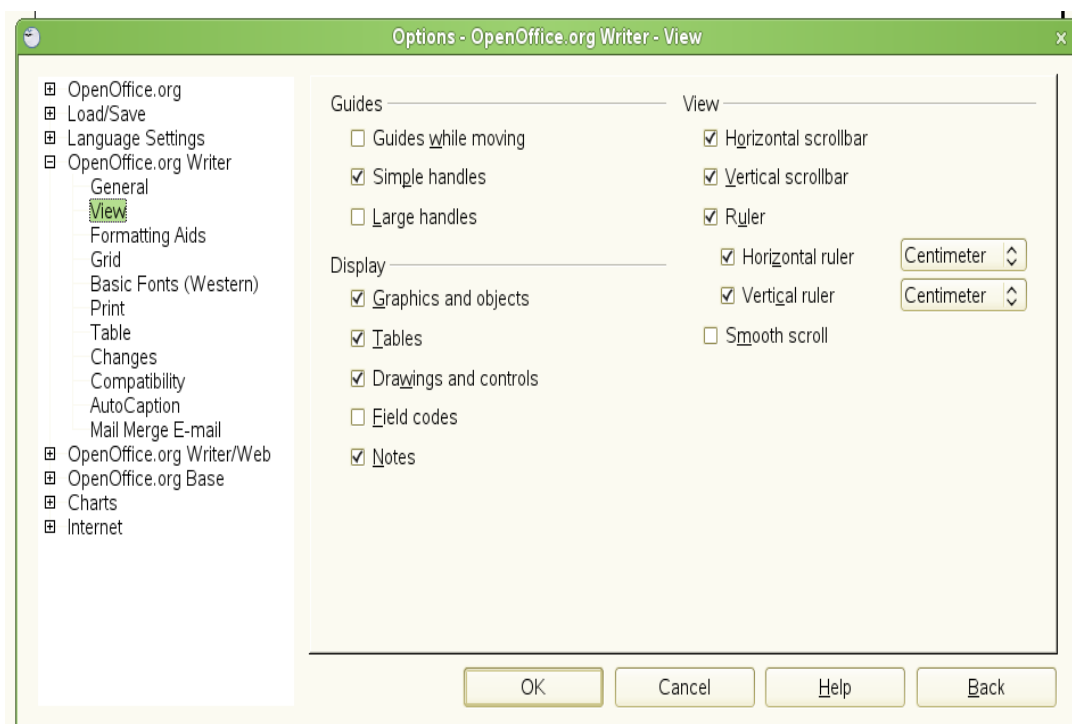 Options - OpenOffice.org Writer - View
OpenOffice.org
Load/Save
Language Settings
OpenOffice.org Writer
General
View
Formatting Aids
Grid
Basic Fonts (Western)
Print
Table
Changes
Compatibility
AutoCaption
Mail Merge E-mail
OpenOffice.org Writer/Web
OpenOffice.org Base
Charts
Internet
Guides
Guides while moving
Simple handles
Large handles
Display
Graphics and objects
Tables
Drawings and controls
Field codes
Notes
View
Horizontal scrollbar
Vertical scrollbar
Ruler
Horizontal ruler Centimeter
Vertical ruler Centimeter
Smooth scroll
OK Cancel Help Back